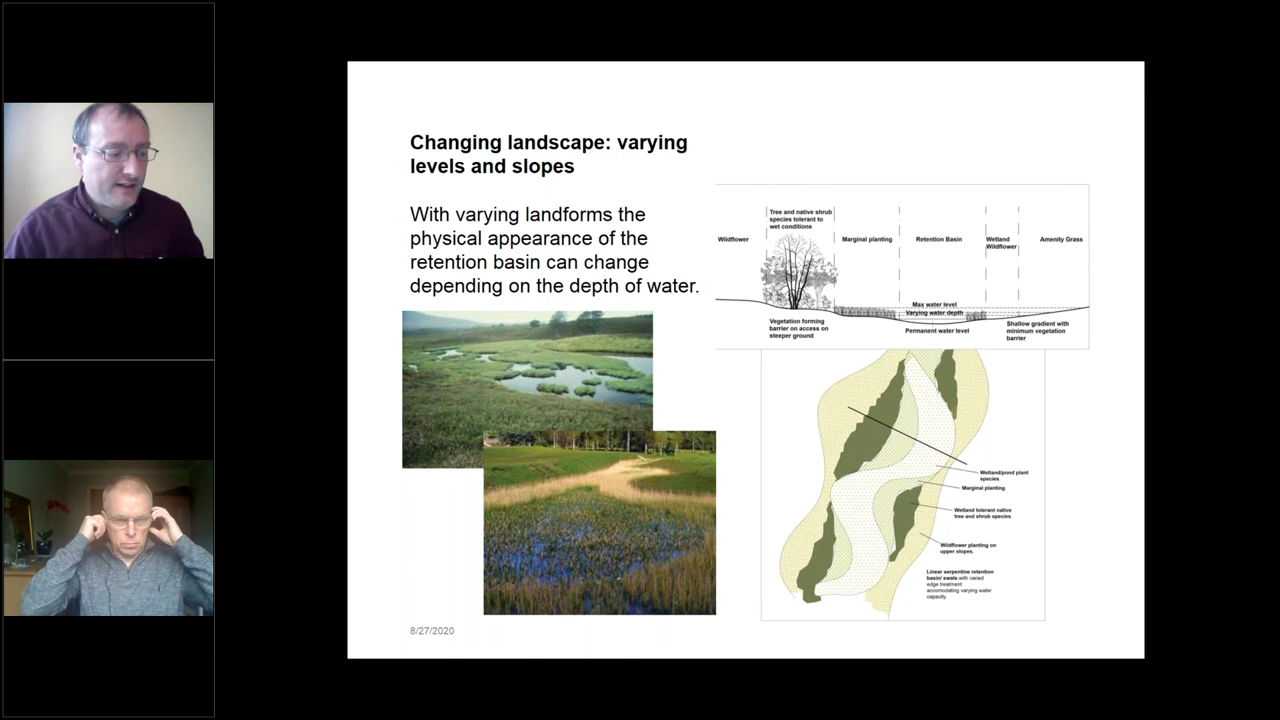 Changing landscape: varying
levels and slopes
With varying landforms the
physical appearance of the
retention basin can change
depending on the depth of water.
Tree and native shrub
species tolerant to
wet conditions
Wildflower
Marginal planting
Retention Basin
Wetland
Wildflower
Amenity Grass
Max water level
Varying water depth
Permanent water level
Vegetation forming
barrier on access on
steeper ground
Shallow gradient with
minimum vegetation
barrier
Wetland/pond plant
species.
Marginal planting
Wetland tolerant native
tree and shrub species
Wildflower planting on
upper slopes.
Linear serpentine retention
basin/ swale with varied
edge treatment
accomodating varying water
capacity.
8/27/2020